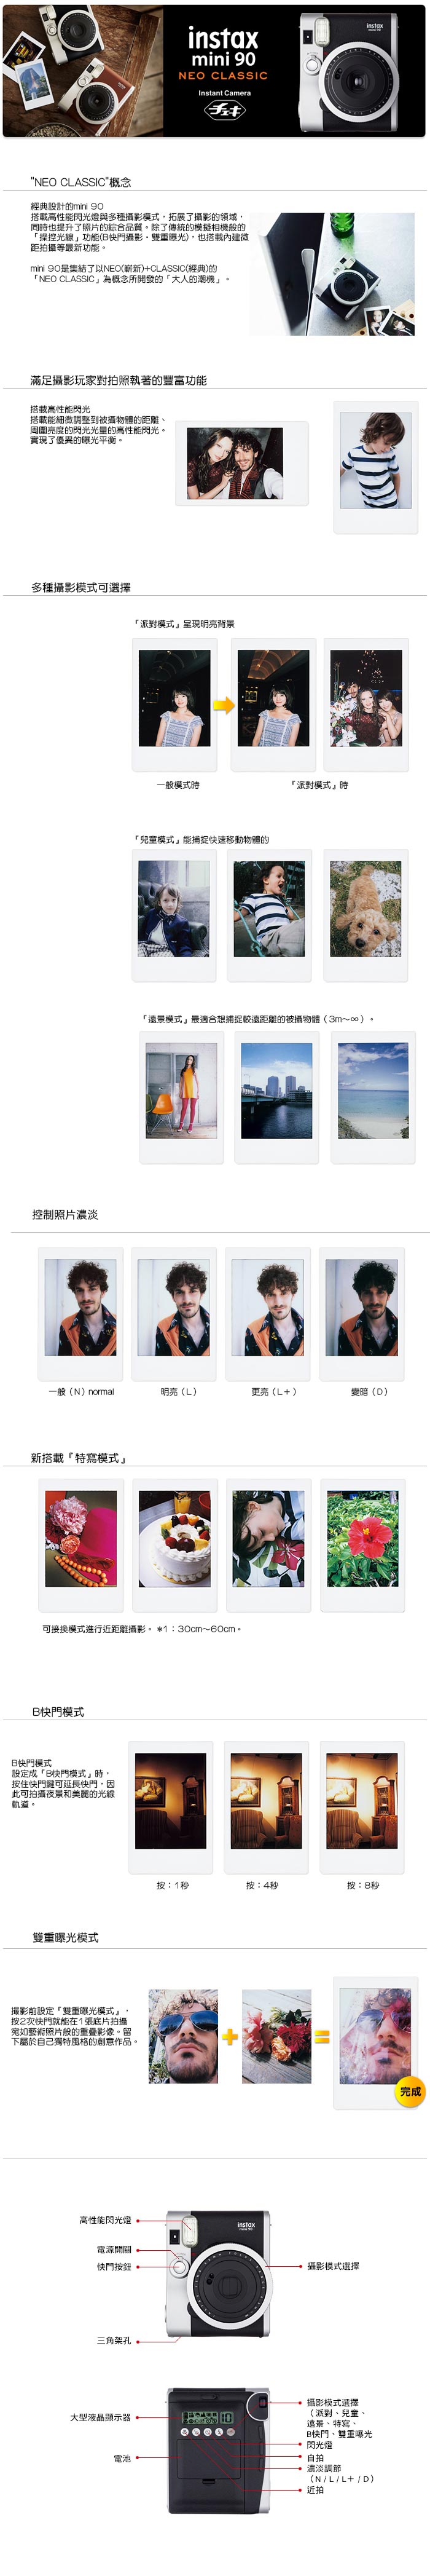 instax
mini 90
NEO CLASSIC
Instant Camera
チェキ
instax
mini 90
"NEO CLASSIC"概念
經典設計的mini 90
搭載高性能閃光燈與多種攝影模式，拓展了攝影的領域，
同時也提升了照片的綜合品質。除了傳統的模擬相機般的
「操控光線」功能(B快門攝影・雙重曝光)，也搭載內建微
距拍攝等最新功能。
mini 90是集結了以NEO(嶄新)+CLASSIC(經典)的
「NEO CLASSIC」為概念所開發的「大人的潮機」。
滿足攝影玩家對拍照執著的豐富功能
搭載高性能閃光
搭載能細微調整到被攝物體的距離、
周圍亮度的閃光光量的高性能閃光。
實現了優異的曝光平衡。
多種攝影模式可選擇
「派對模式」呈現明亮背景
一般模式時
「派對模式」時
「兒童模式」能捕捉快速移動物體的
「遠景模式」最適合想捕捉較遠距離的被攝物體（3m～∞）。
控制照片濃淡
一般（N）normal
明亮（L）
更亮（L＋）
變暗（D）
新搭載『特寫模式』
可接換模式進行近距離攝影。 *1：30cm～60cm。
B快門模式
B快門模式
設定成「B快門模式」時，
按住快門鍵可延長快門，因
此可拍攝夜景和美麗的光線
軌道。
按：1秒
按：4秒
按：8秒
雙重曝光模式
撮影前設定「雙重曝光模式」，
按2次快門就能在1張底片拍攝
宛如藝術照片般的重疊影像。留
下屬於自己獨特風格的創意作品。
完成
高性能閃光燈
電源開關
快門按鈕
三角架孔
instax
mini 90
攝影模式選擇
大型液晶顯示器
電池
10
攝影模式選擇
（派對、兒童、
遠景、特寫、
B快門、雙重曝光
閃光燈
自拍
濃淡調節
（N / L / L＋ / D）
近拍